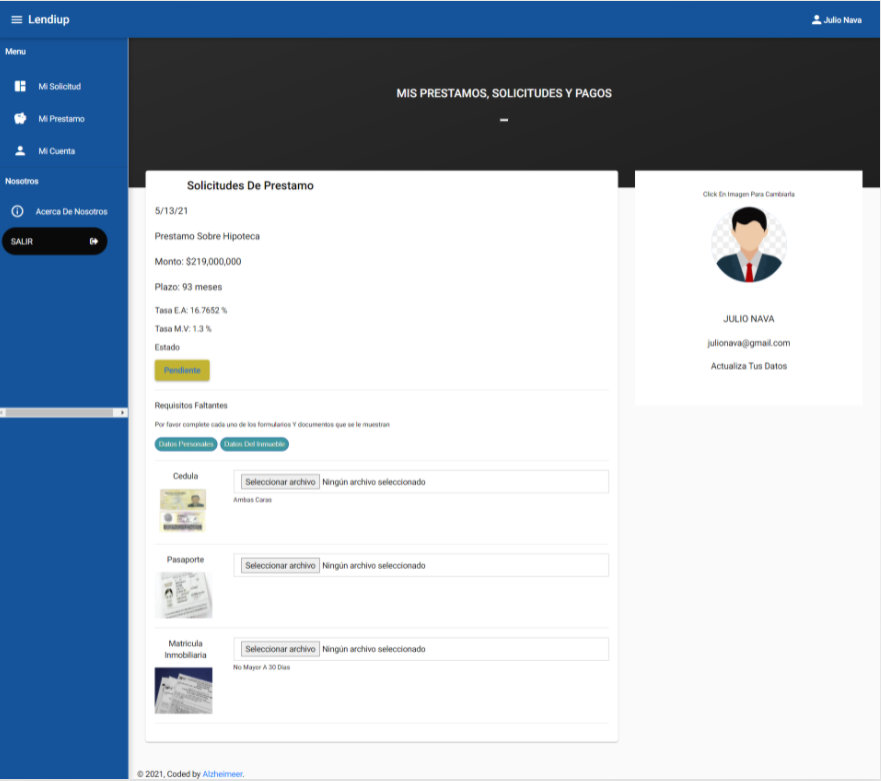 Lendiup
Julio Nava
Menu
Mi Solicitud
Mi Prestamo
Mi Cuenta
Nosotros
Acerca De Nosotros
SALIR
MIS PRESTAMOS, SOLICITUDES Y PAGOS
Solicitudes De Prestamo
5/13/21
Prestamo Sobre Hipoteca
Monto: $219,000,000
Plazo: 93 meses
Tasa E.A: 16.7652 %
Tasa M.V: 1.3 %
Estado
Pendiente
Requisitos Faltantes
Por favor complete cada uno de los formularios Y documentos que se le muestran
Datos Personales Datos Del Inmueble
Cedula
Seleccionar archivo Ningún archivo seleccionado
Ambas Caras
Pasaporte
Seleccionar archivo Ningún archivo seleccionado
Matricula
Inmobiliaria
Seleccionar archivo Ningún archivo seleccionado
No Mayor A 30 Dias
Click En Imagen Para Cambiarla
JULIO NAVA
julionava@gmail.com
Actualiza Tus Datos
© 2021, Coded by Alzheimeer.